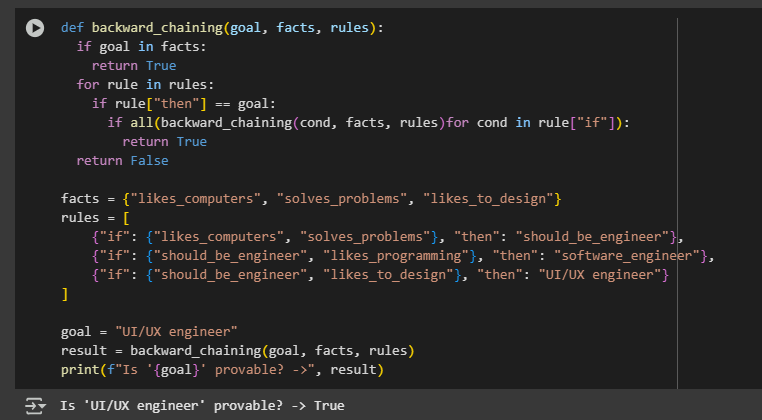 def backward_chaining(goal, facts, rules):
  if goal in facts:
    return True
  for rule in rules:
    if rule["then"] == goal:
      if all(backward_chaining(cond, facts, rules)for cond in rule["if"]):
        return True
  return False

facts = {"likes_computers", "solves_problems", "likes_to_design"}
rules = [
    {"if": {"likes_computers", "solves_problems"}, "then": "should_be_engineer"},
    {"if": {"should_be_engineer", "likes_programming"}, "then": "software_engineer"},
    {"if": {"should_be_engineer", "likes_to_design"}, "then": "UI/UX engineer"}
]

goal = "UI/UX engineer"
result = backward_chaining(goal, facts, rules)
print(f"Is '{goal}' provable? ->", result)
Is 'UI/UX engineer' provable? -> True